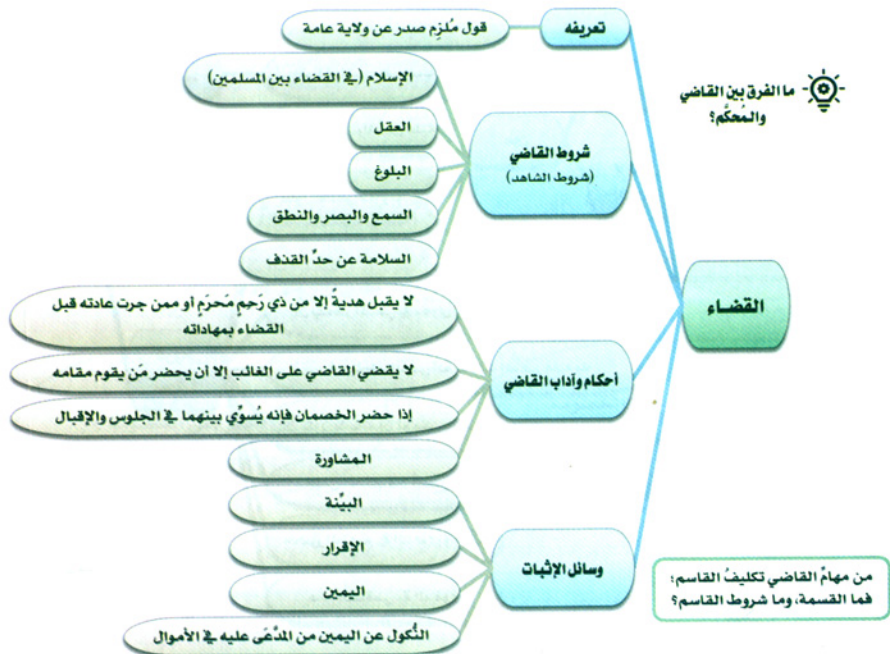 تعريفه
قول مُلزِم صدر عن ولاية عامة
ما الفرق بين القاضي
والمُحكَّم؟
القضاء
شروط القاضي
(شروط الشاهد)
الإسلام (في القضاء بين المسلمين)
العقل
البلوغ
السمع والبصر والنطق
السلامة عن حدِّ القذف
أحكام وآداب القاضي
لا يقبل هديةً إلا من ذي رَحِمٍ مَحرَمٍ أو ممن جرت عادته قبل
القضاء بمهاداته
لا يقضي القاضي على الغائب إلا أن يحضر مَن يقوم مقامه
إذا حضر الخصمان فإنه يُسوِّي بينهما في الجلوس والإقبال
المشاورة
وسائل الإثبات
البيِّنة
الإقرار
اليمين
النُّكول عن اليمين من المدَّعَى عليه في الأموال
من مهامِّ القاضي تكليفُ القاسم؛
فما القسمة، وما شروط القاسم؟